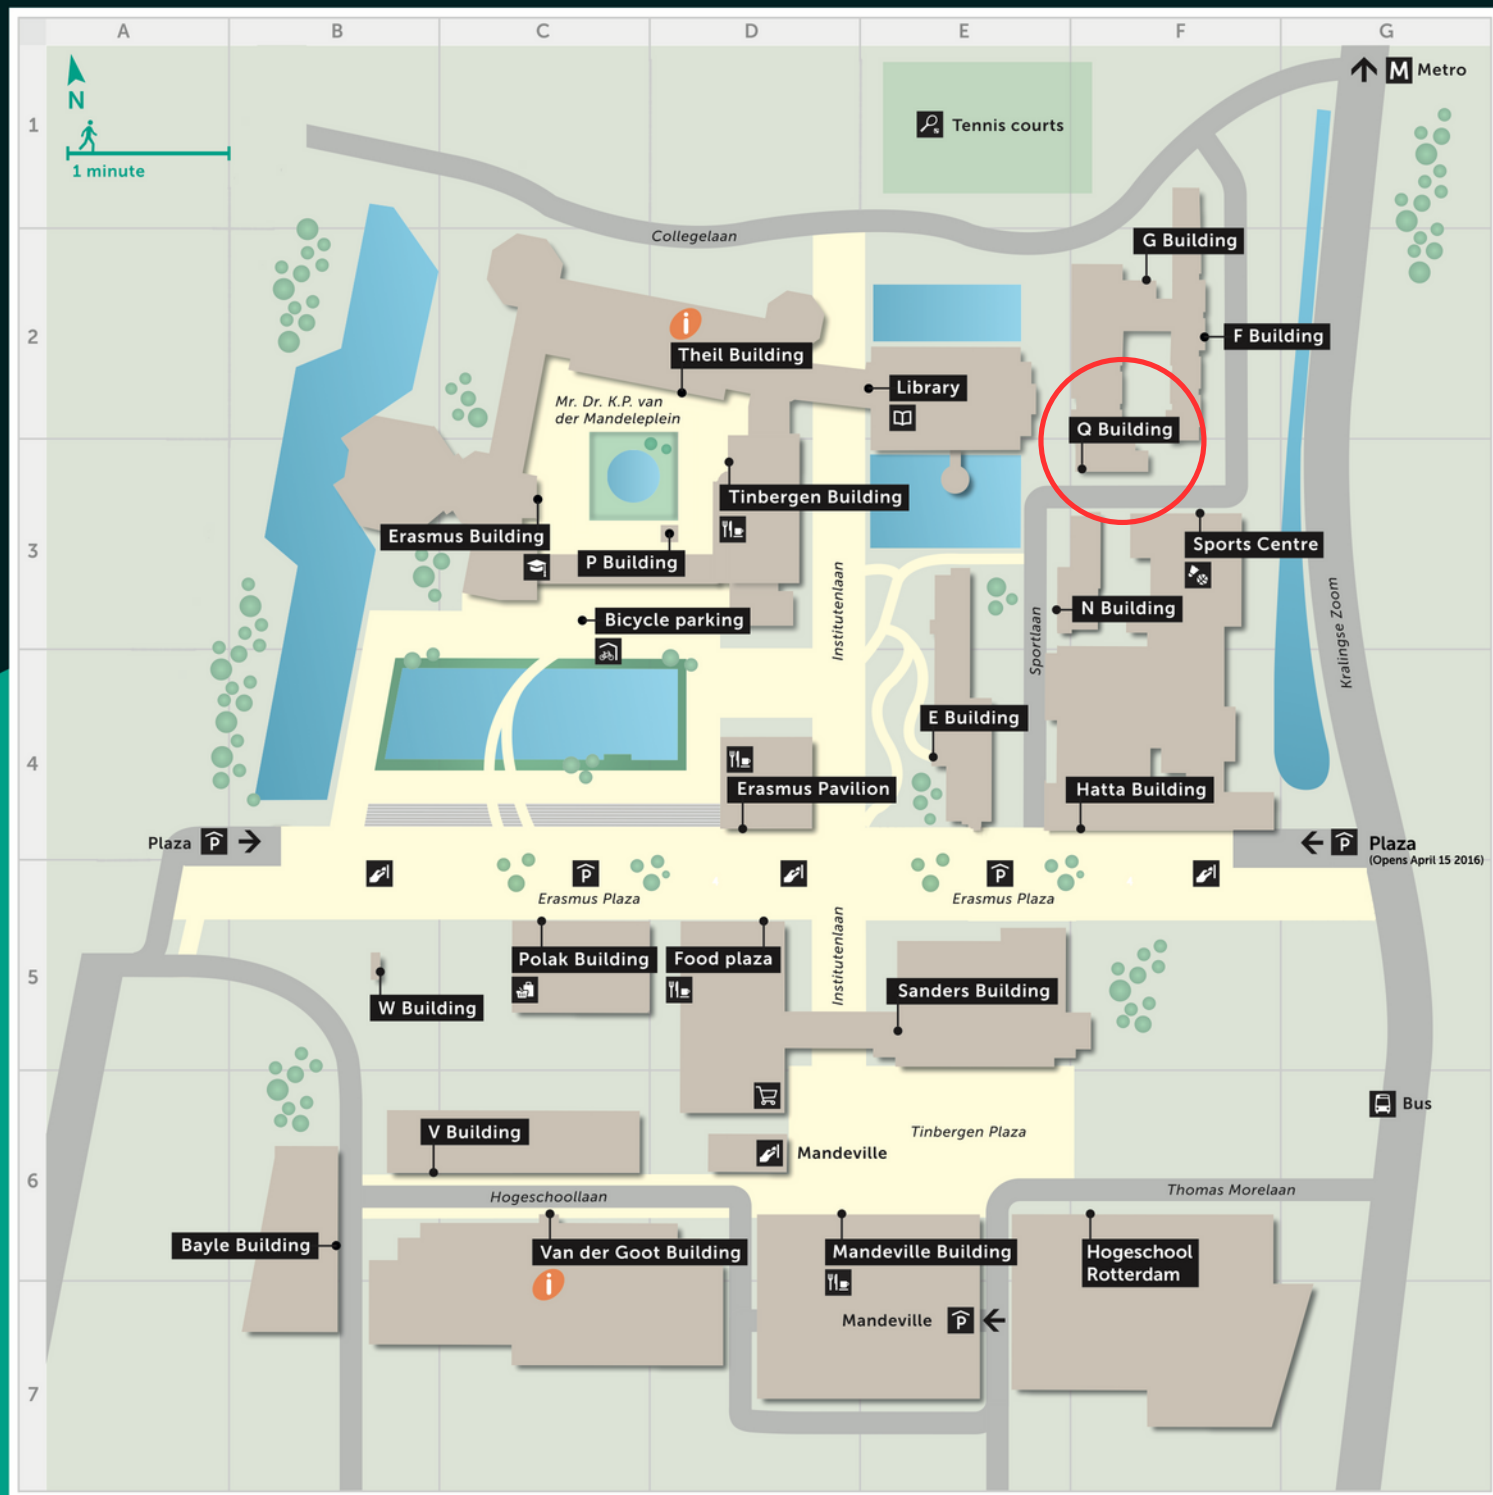 A B C D E F G
1
2
3
4
5
6
7
N
1 minute
Metro
Tennis courts
Collegelaan
G Building
F Building
Theil Building
Library
Mr. Dr. K.P. van
der Mandeleplein
Q Building
Tinbergen Building
Erasmus Building
P Building
Sports Centre
N Building
Bicycle parking
Institutenlaan
Sportlaan
Kralingse Zoom
E Building
Erasmus Pavilion
Hatta Building
Plaza
P
P
Plaza
(Opens April 15 2016)
P
P
Erasmus Plaza
Erasmus Plaza
Institutenlaan
Polak Building
Food plaza
W Building
Sanders Building
Bus
V Building
Tinbergen Plaza
Mandeville
Hogeschoollaan
Thomas Morelaan
Bayle Building
Van der Goot Building
Mandeville Building
Hogeschool
Rotterdam
i
i
M
Mandeville
P